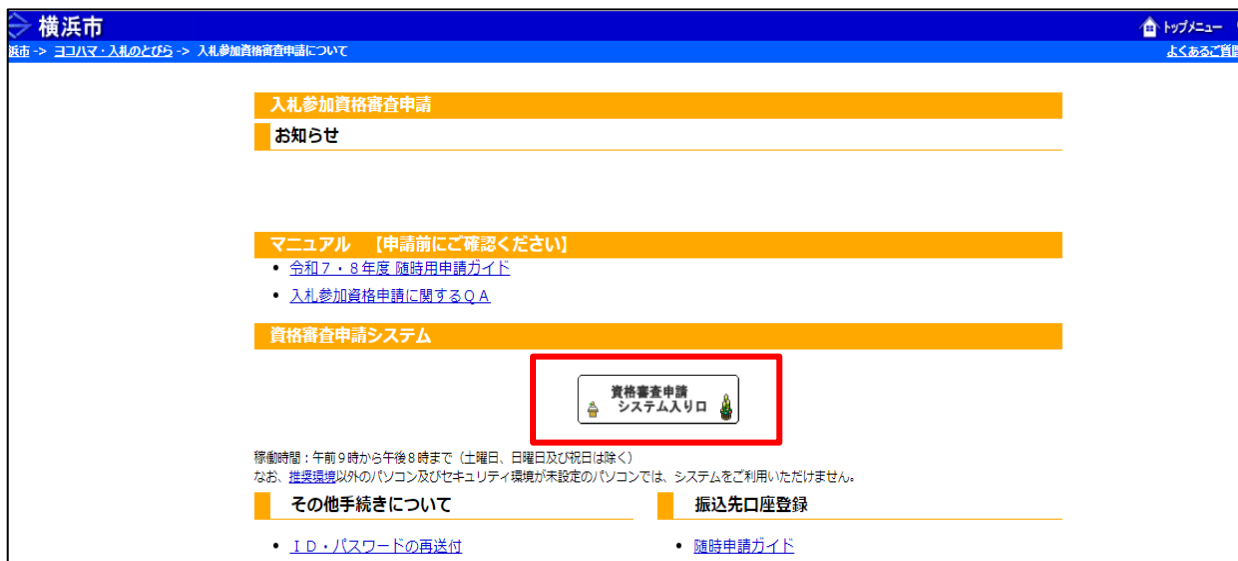 横浜市
トップメニュー
浜市 -> ヨコハマ・入札のとびら -> 入札参加資格審査申請について
よくあるご質問
入札参加資格審査申請
お知らせ
マニュアル　【申請前にご確認ください】
• 令和７・８年度 随時用申請ガイド
• 入札参加資格申請に関するＱＡ
資格審査申請システム
資格審査申請
システム入り口
稼働時間：午前９時から午後８時まで（土曜日、日曜日及び祝日は除く）
なお、推奨環境以外のパソコン及びセキュリティ環境が未設定のパソコンでは、システムをご利用いただけません。
その他手続きについて
振込先口座登録
• ＩＤ・パスワードの再送付
• 随時申請ガイド